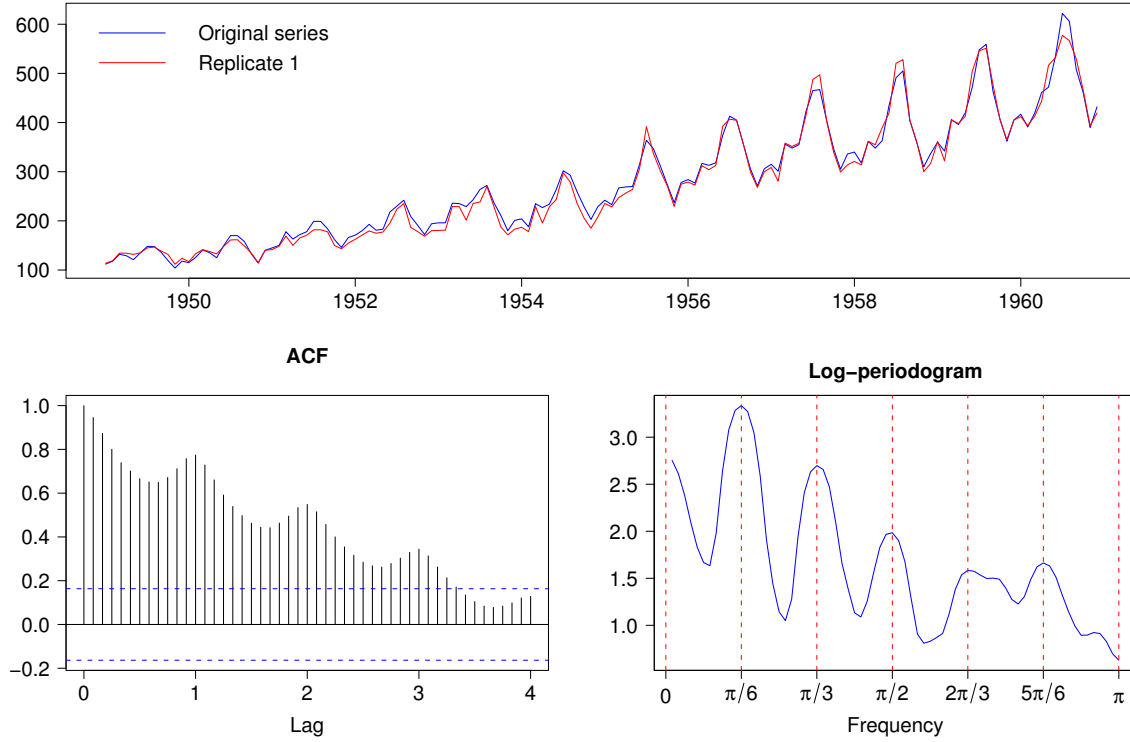 Original series
Replicate 1
600
500
400
300
200
100
1950 1952 1954 1956 1958 1960
ACF
1.0
0.8
0.6
0.4
0.2
0.0
−0.2
0 1 2 3 4
Lag
Log−periodogram
3.0
2.5
2.0
1.5
1.0
0 π/6 π/3 π/2 2π/3 5π/6 π
Frequency